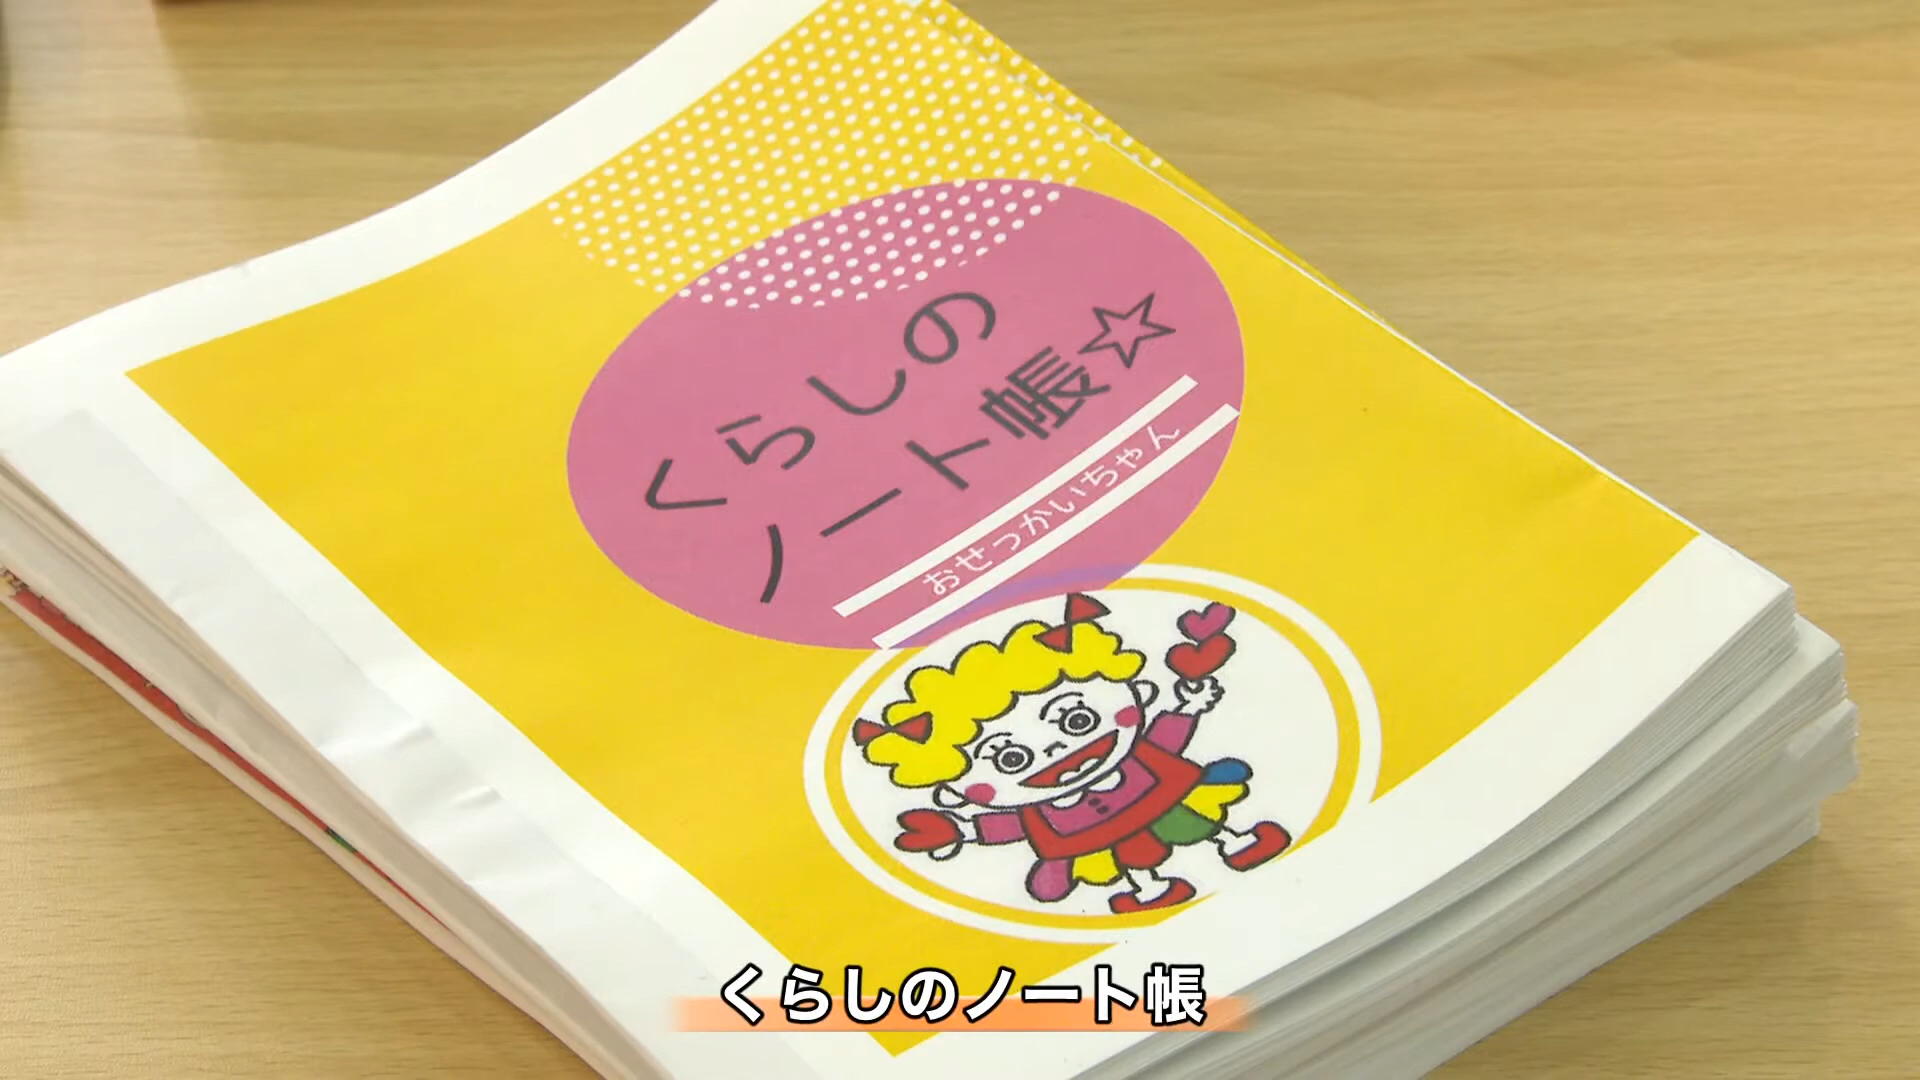 くらしの
ノート帳☆
おせっかいちゃん
くらしのノート帳